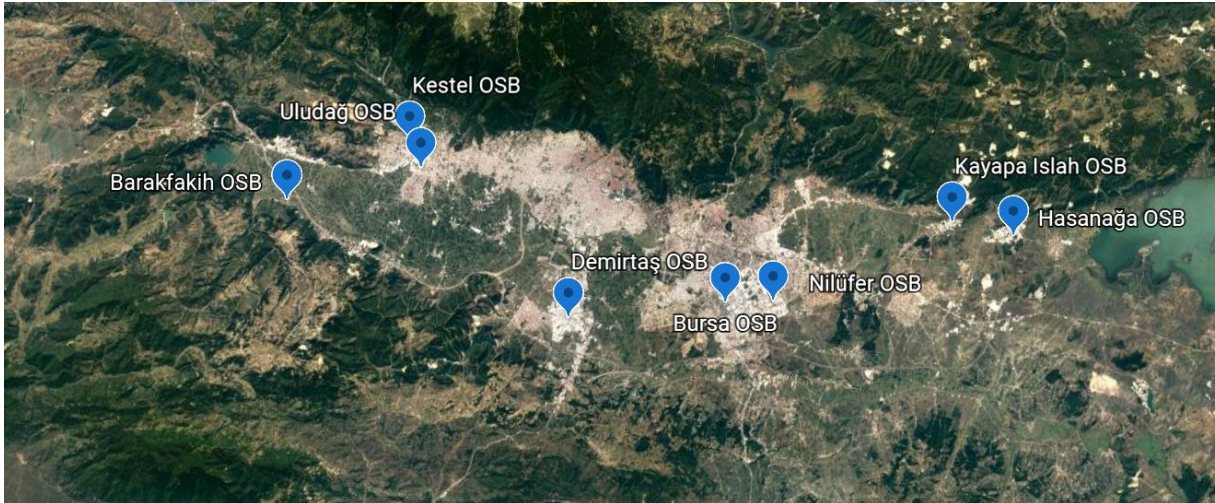 Kestel OSB
Uludağ OSB
Barakfakih OSB
Kayapa Islah OSB
Hasanağa OSB
Demirtaş OSB
Nilüfer OSB
Bursa OSB